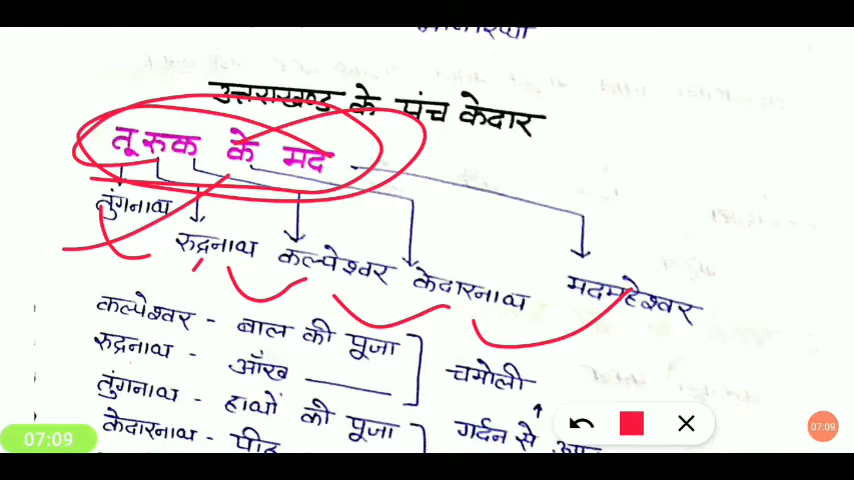 उत्तराखण्ड के पंच केदार
तू रुक के मद
तुंगनाथ
रुद्रनाथ कल्पेश्वर केदारनाथ मदमहेश्वर
कल्पेश्वर - बाल की पूजा
रुद्रनाथ - आँख
चमोली
तुंगनाथ - हाथों की पूजा
केदारनाथ - पीठ
गर्दन से
07:09
07:09